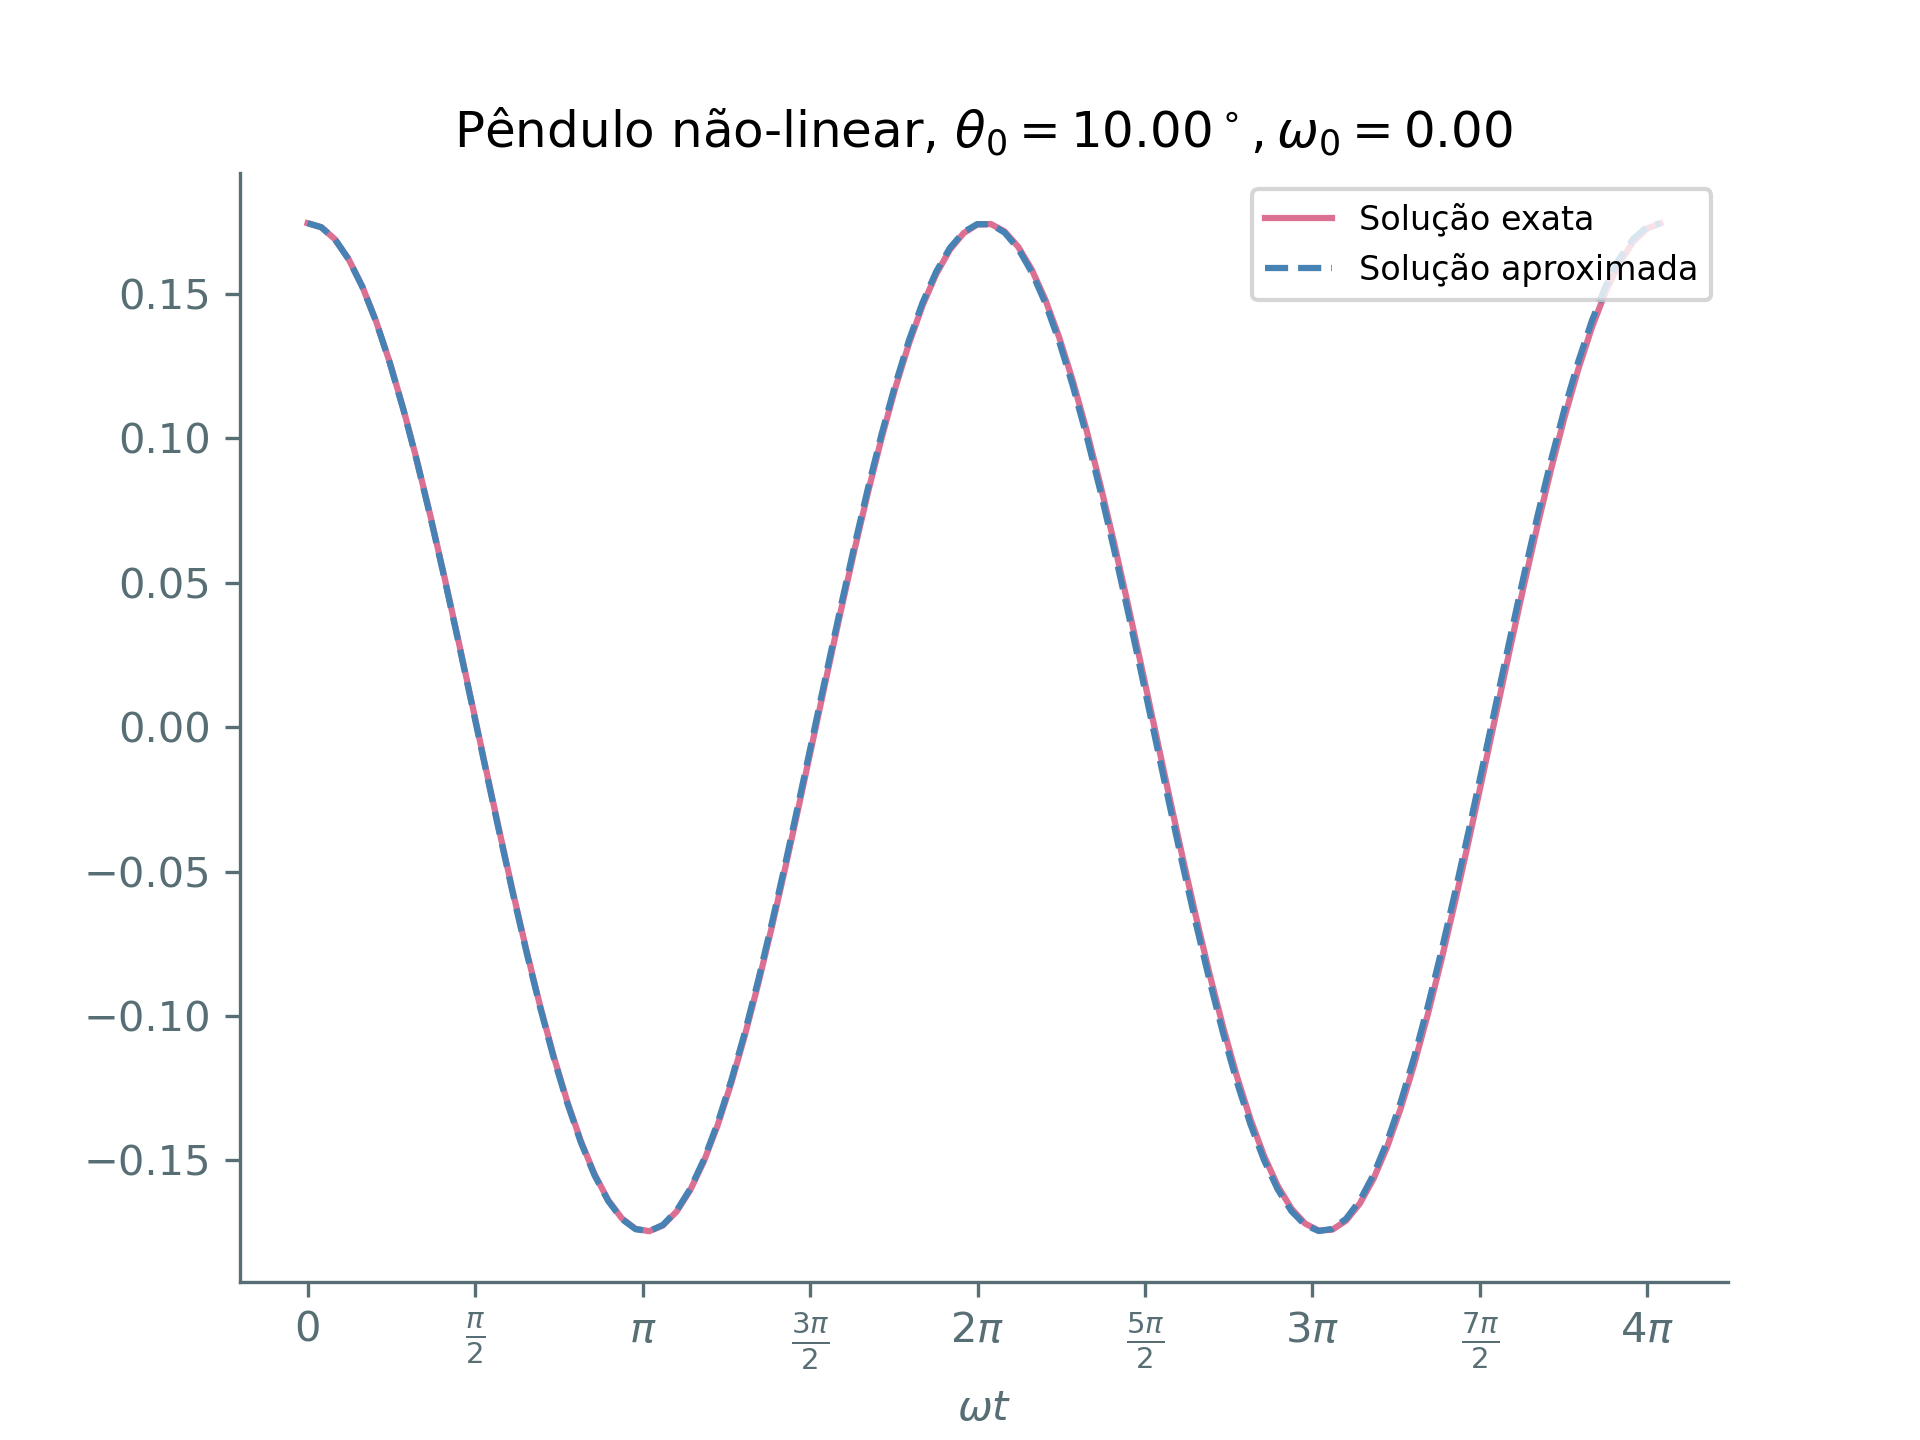 Pêndulo não-linear, θ₀ = 10.00°, ω₀ = 0.00
Solução exata
Solução aproximada
0.15
0.10
0.05
0.00
−0.05
−0.10
−0.15
0 π/2 π 3π/2 2π 5π/2 3π 7π/2 4π
ωt